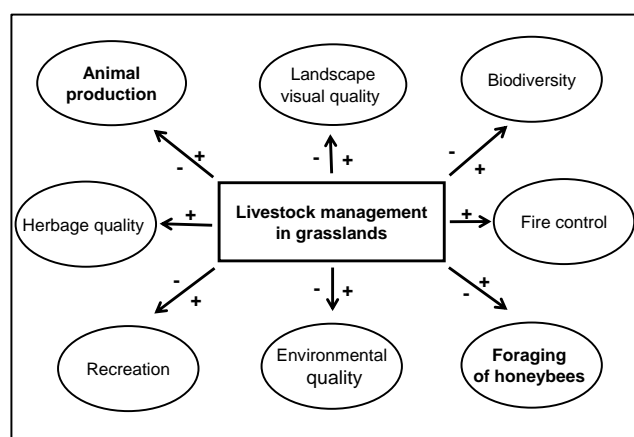 Animal
production
Landscape
visual quality
Biodiversity
- +
- +
- +
Herbage quality
+
Livestock management
in grasslands
+
Fire control
- +
- +
- +
Recreation
Environmental
quality
Foraging
of honeybees